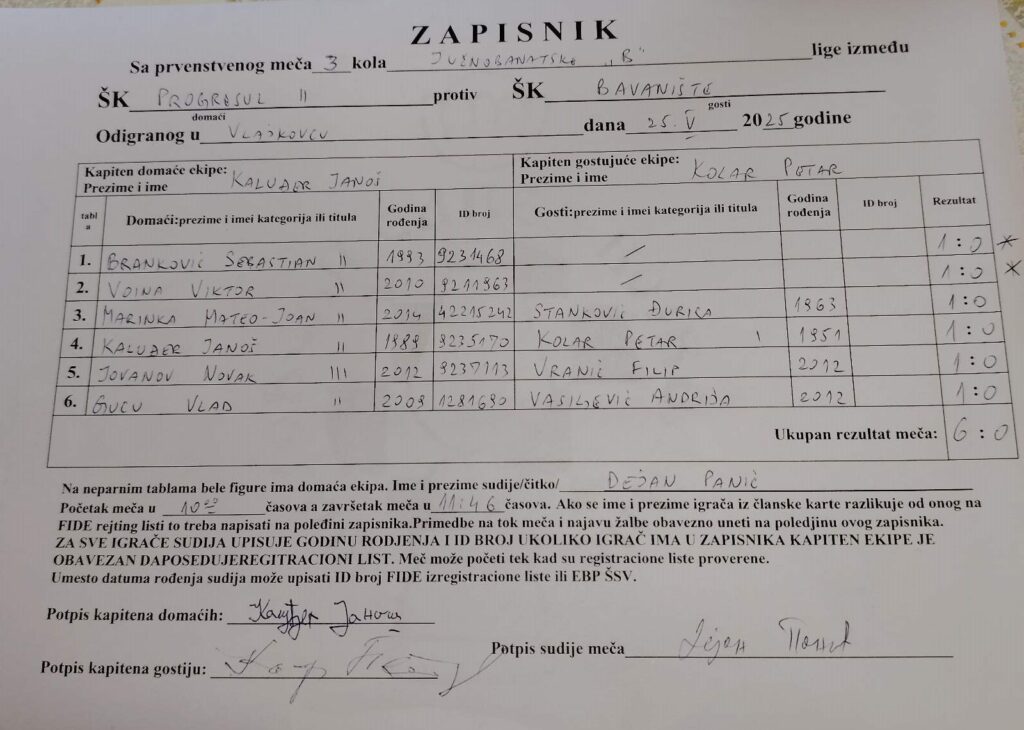 ZAPISNIK
Sa prvenstvenog meča 3 kola JUŽNOBANATSKE „B" lige između
ŠK PROGRESUL II protiv ŠK BAVANIŠTE
domaći gosti
Odigranog u VLAJKOVCU dana 25. V 2025 godine
Kapiten domaće ekipe: Kapiten gostujuće ekipe:
Prezime i ime KALUĐER JANOŠ Prezime i ime KOLAR PETAR
tabl a Domaći:prezime i imei kategorija ili titula Godina rođenja ID broj Gosti:prezime i imei kategorija ili titula Godina rođenja ID broj Rezultat
1. BRANKOVIĆ SEBASTIAN II 1993 9231468 / 1:0 *
2. VOINA VIKTOR II 2010 9211963 / 1:0 *
3. MARINKA MATEO-JOAN II 2014 42215242 STANKOVIĆ ĐURICA 1963 1:0
4. KALUĐER JANOŠ II 1989 9235170 KOLAR PETAR I 1951 1:0
5. JOVANOV NOVAK III 2012 9237113 VRANIĆ FILIP 2012 1:0
6. GUCU VLAD II 2009 1281690 VASILJEVIĆ ANDRIJA 2012 1:0
Ukupan rezultat meča: 6:0
Na neparnim tablama bele figure ima domaća ekipa. Ime i prezime sudije/čitko/ DEJAN PANIĆ
Početak meča u 10 časova a završetak meča u 11:46 časova. Ako se ime i prezime igrača iz članske karte razlikuje od onog na
FIDE rejting listi to treba napisati na poleđini zapisnika.Primedbe na tok meča i najavu žalbe obavezno uneti na poledjinu ovog zapisnika.
ZA SVE IGRAČE SUDIJA UPISUJE GODINU RODJENJA I ID BROJ UKOLIKO IGRAČ IMA U ZAPISNIKA KAPITEN EKIPE JE
OBAVEZAN DAPOSEDUJEREGITRACIONI LIST. Meč može početi tek kad su registracione liste proverene.
Umesto datuma rođenja sudija može upisati ID broj FIDE izregistracione liste ili EBP ŠSV.
Potpis kapitena domaćih:
Potpis sudije meča Дејан Панић
Potpis kapitena gostiju: